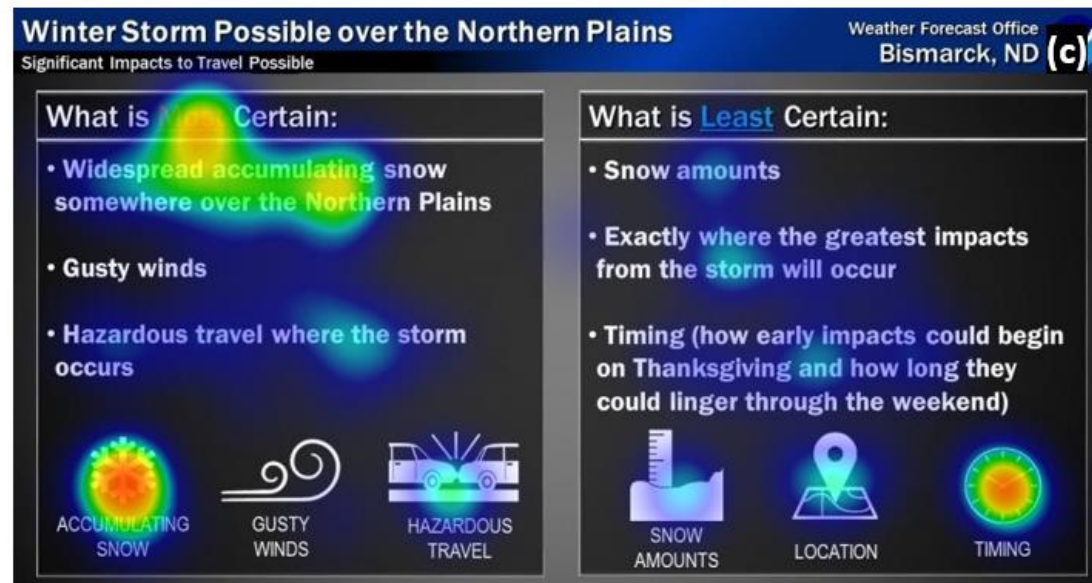 Winter Storm Possible over the Northern Plains
Significant Impacts to Travel Possible
Weather Forecast Office
Bismarck, ND
(c)
What is Most Certain:
• Widespread accumulating snow
somewhere over the Northern Plains
• Gusty winds
• Hazardous travel where the storm
occurs
ACCUMULATING
SNOW
GUSTY
WINDS
HAZARDOUS
TRAVEL
What is Least Certain:
• Snow amounts
• Exactly where the greatest impacts
from the storm will occur
• Timing (how early impacts could begin
on Thanksgiving and how long they
could linger through the weekend)
SNOW
AMOUNTS
LOCATION
TIMING